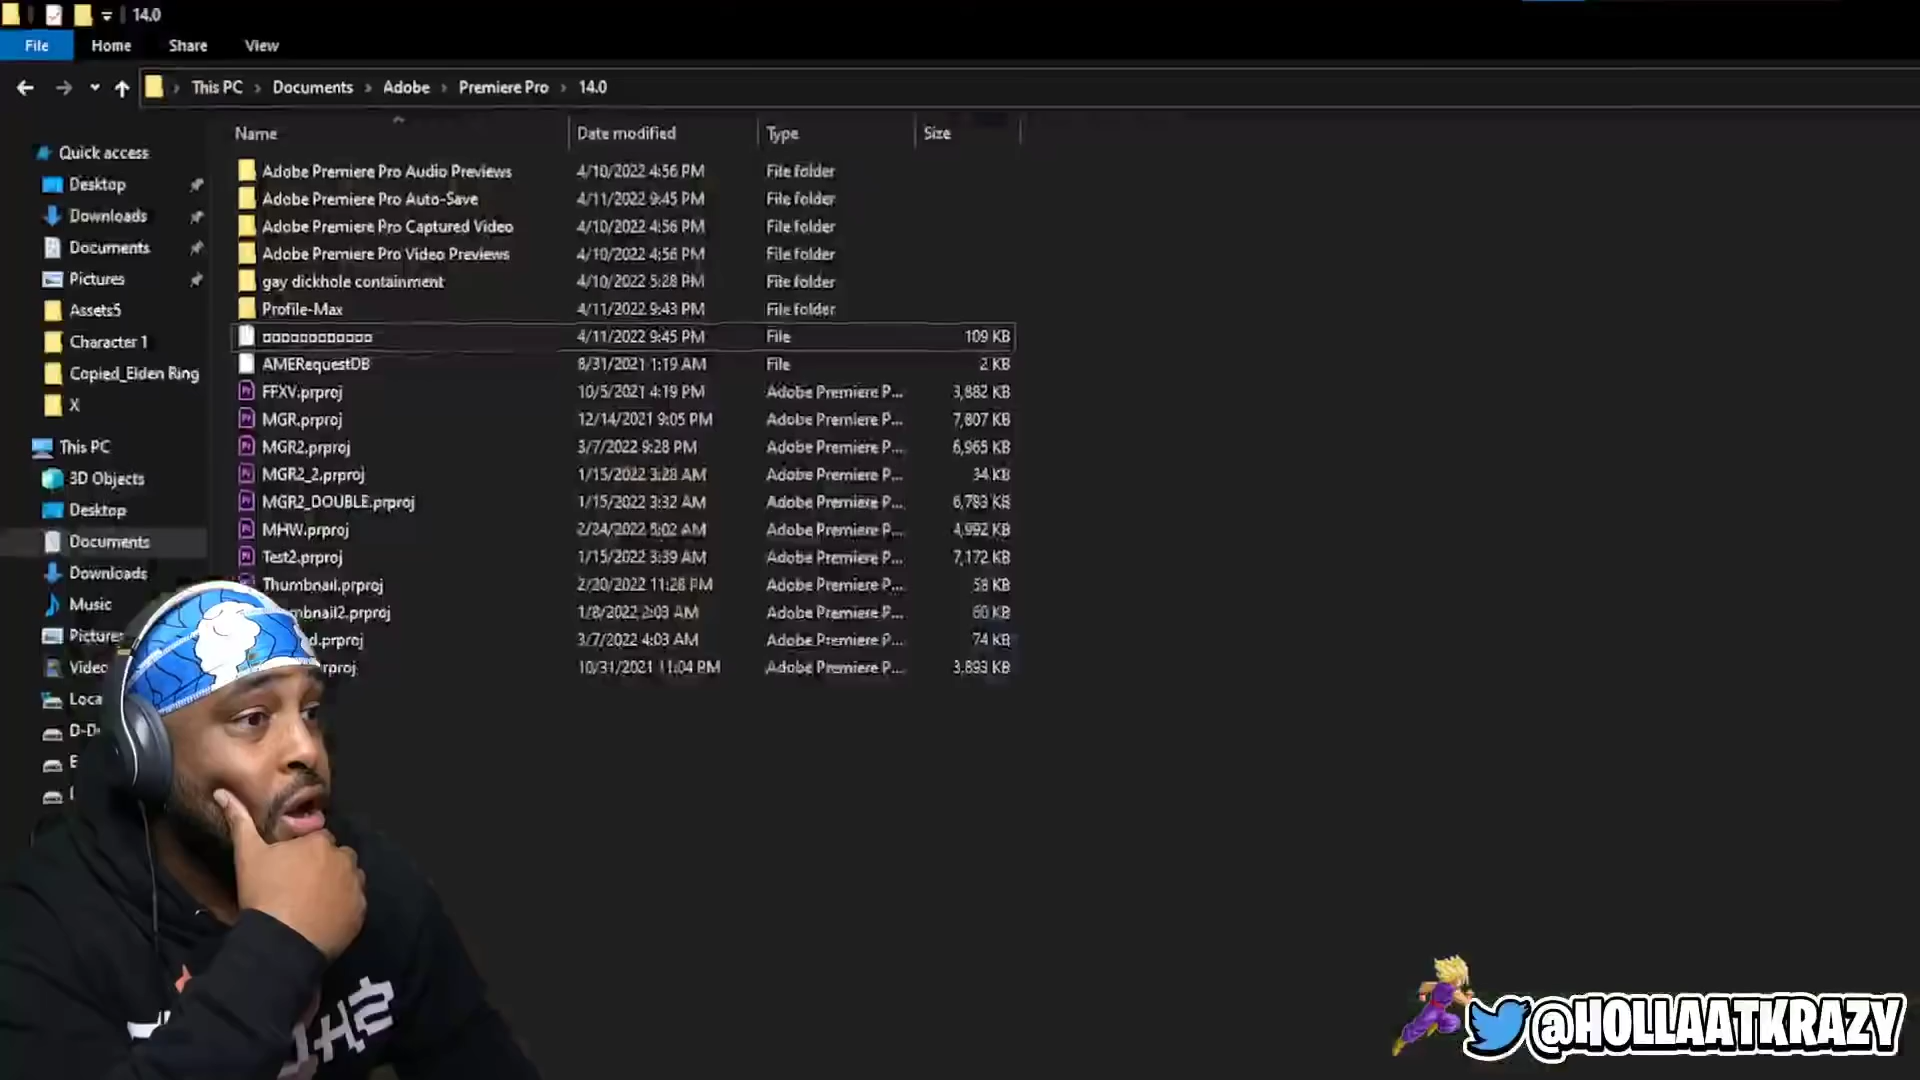 14.0
File Home Share View
This PC > Documents > Adobe > Premiere Pro > 14.0
Name Date modified Type Size
Quick access
Desktop
Downloads
Documents
Pictures
Assets5
Character 1
Copied_Elden Ring
X
This PC
3D Objects
Desktop
Documents
Downloads
Music
Picture
Video
Loca
D-D
E
Adobe Premiere Pro Audio Previews 4/10/2022 4:56 PM File folder
Adobe Premiere Pro Auto-Save 4/11/2022 9:45 PM File folder
Adobe Premiere Pro Captured Video 4/10/2022 4:56 PM File folder
Adobe Premiere Pro Video Previews 4/10/2022 4:56 PM File folder
gay dickhole containment 4/10/2022 5:28 PM File folder
Profile-Max 4/11/2022 9:43 PM File folder
□□□□□□□□□□□□ 4/11/2022 9:45 PM File 109 KB
AMERequestDB 8/31/2021 1:19 AM File 2 KB
FFXV.prproj 10/5/2021 4:19 PM Adobe Premiere P... 3,882 KB
MGR.prproj 12/14/2021 9:05 PM Adobe Premiere P... 7,807 KB
MGR2.prproj 3/7/2022 9:28 PM Adobe Premiere P... 6,965 KB
MGR2_2.prproj 1/15/2022 3:28 AM Adobe Premiere P... 34 KB
MGR2_DOUBLE.prproj 1/15/2022 3:32 AM Adobe Premiere P... 6,783 KB
MHW.prproj 2/24/2022 8:02 AM Adobe Premiere P... 4,992 KB
Test2.prproj 1/15/2022 3:39 AM Adobe Premiere P... 7,172 KB
Thumbnail.prproj 2/20/2022 11:28 PM Adobe Premiere P... 58 KB
mbnail2.prproj 1/8/2022 2:03 AM Adobe Premiere P... 60 KB
d.prproj 3/7/2022 4:03 AM Adobe Premiere P... 74 KB
prproj 10/31/2021 11:04 PM Adobe Premiere P... 3,893 KB
@HOLLAATKRAZY